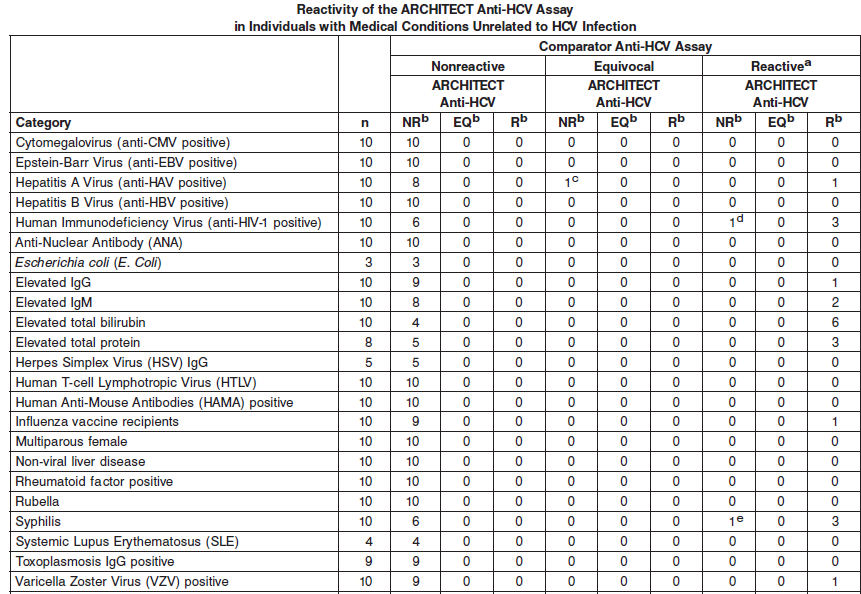 Reactivity of the ARCHITECT Anti-HCV Assay
in Individuals with Medical Conditions Unrelated to HCV Infection
Comparator Anti-HCV Assay
Nonreactive Equivocal Reactivea
ARCHITECT ARCHITECT ARCHITECT
Anti-HCV Anti-HCV Anti-HCV
Category n NRb EQb Rb NRb EQb Rb NRb EQb Rb
Cytomegalovirus (anti-CMV positive) 10 10 0 0 0 0 0 0 0 0
Epstein-Barr Virus (anti-EBV positive) 10 10 0 0 0 0 0 0 0 0
Hepatitis A Virus (anti-HAV positive) 10 8 0 0 1c 0 0 0 0 1
Hepatitis B Virus (anti-HBV positive) 10 10 0 0 0 0 0 0 0 0
Human Immunodeficiency Virus (anti-HIV-1 positive) 10 6 0 0 0 0 0 1d 0 3
Anti-Nuclear Antibody (ANA) 10 10 0 0 0 0 0 0 0 0
Escherichia coli (E. Coli) 3 3 0 0 0 0 0 0 0 0
Elevated IgG 10 9 0 0 0 0 0 0 0 1
Elevated IgM 10 8 0 0 0 0 0 0 0 2
Elevated total bilirubin 10 4 0 0 0 0 0 0 0 6
Elevated total protein 8 5 0 0 0 0 0 0 0 3
Herpes Simplex Virus (HSV) IgG 5 5 0 0 0 0 0 0 0 0
Human T-cell Lymphotropic Virus (HTLV) 10 10 0 0 0 0 0 0 0 0
Human Anti-Mouse Antibodies (HAMA) positive 10 10 0 0 0 0 0 0 0 0
Influenza vaccine recipients 10 9 0 0 0 0 0 0 0 1
Multiparous female 10 10 0 0 0 0 0 0 0 0
Non-viral liver disease 10 10 0 0 0 0 0 0 0 0
Rheumatoid factor positive 10 10 0 0 0 0 0 0 0 0
Rubella 10 10 0 0 0 0 0 0 0 0
Syphilis 10 6 0 0 0 0 0 1e 0 3
Systemic Lupus Erythematosus (SLE) 4 4 0 0 0 0 0 0 0 0
Toxoplasmosis IgG positive 9 9 0 0 0 0 0 0 0 0
Varicella Zoster Virus (VZV) positive 10 9 0 0 0 0 0 0 0 1